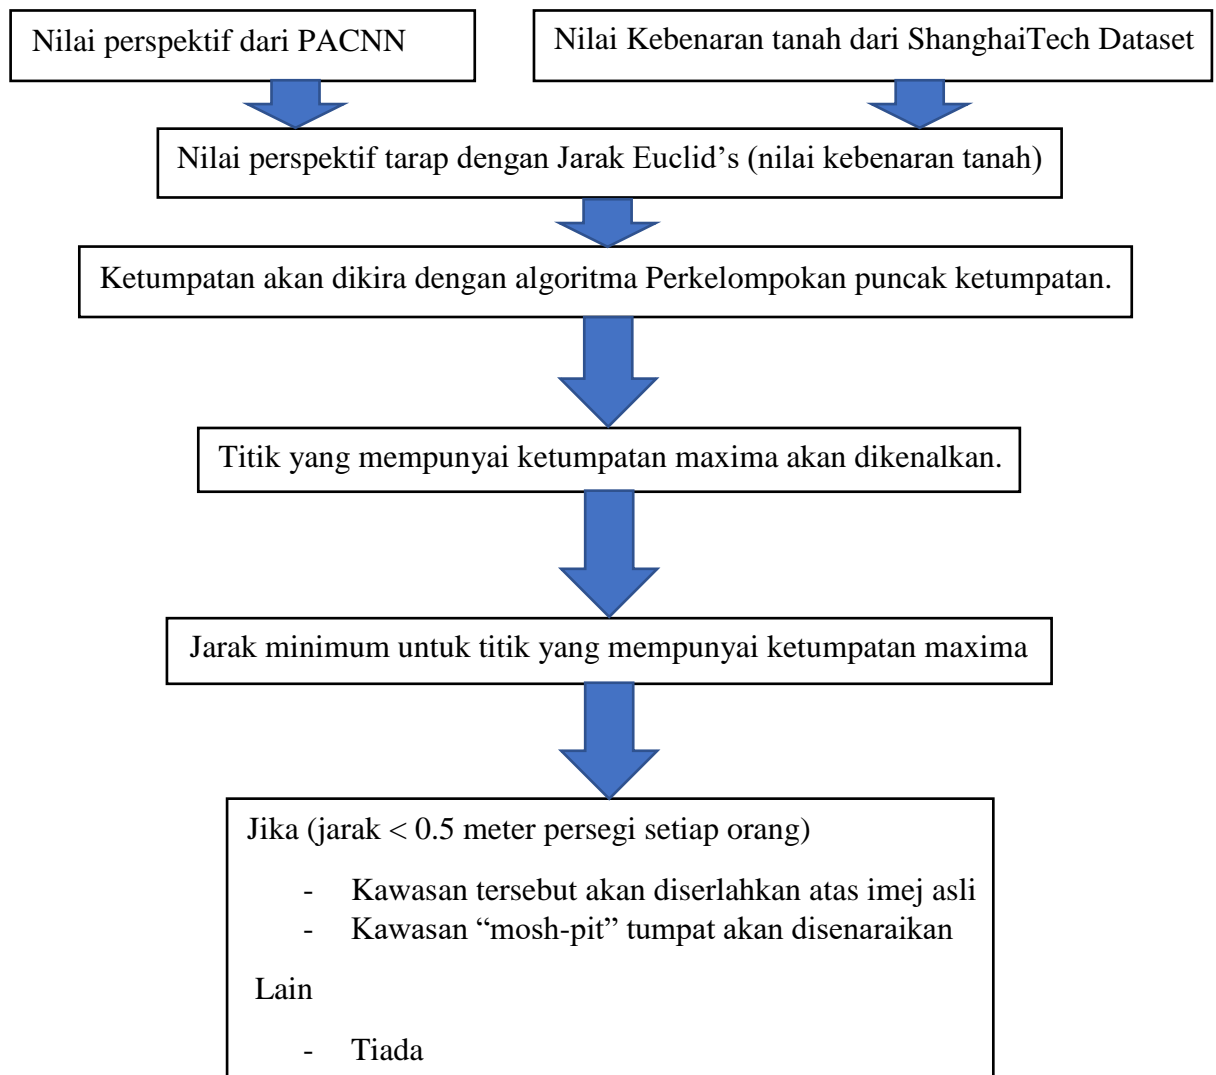 Nilai perspektif dari PACNN
Nilai Kebenaran tanah dari ShanghaiTech Dataset
Nilai perspektif tarap dengan Jarak Euclid’s (nilai kebenaran tanah)
Ketumpatan akan dikira dengan algoritma Perkelompokan puncak ketumpatan.
Titik yang mempunyai ketumpatan maxima akan dikenalkan.
Jarak minimum untuk titik yang mempunyai ketumpatan maxima
Jika (jarak < 0.5 meter persegi setiap orang)
- Kawasan tersebut akan diserlahkan atas imej asli
- Kawasan “mosh-pit” tumpat akan disenaraikan
Lain
- Tiada